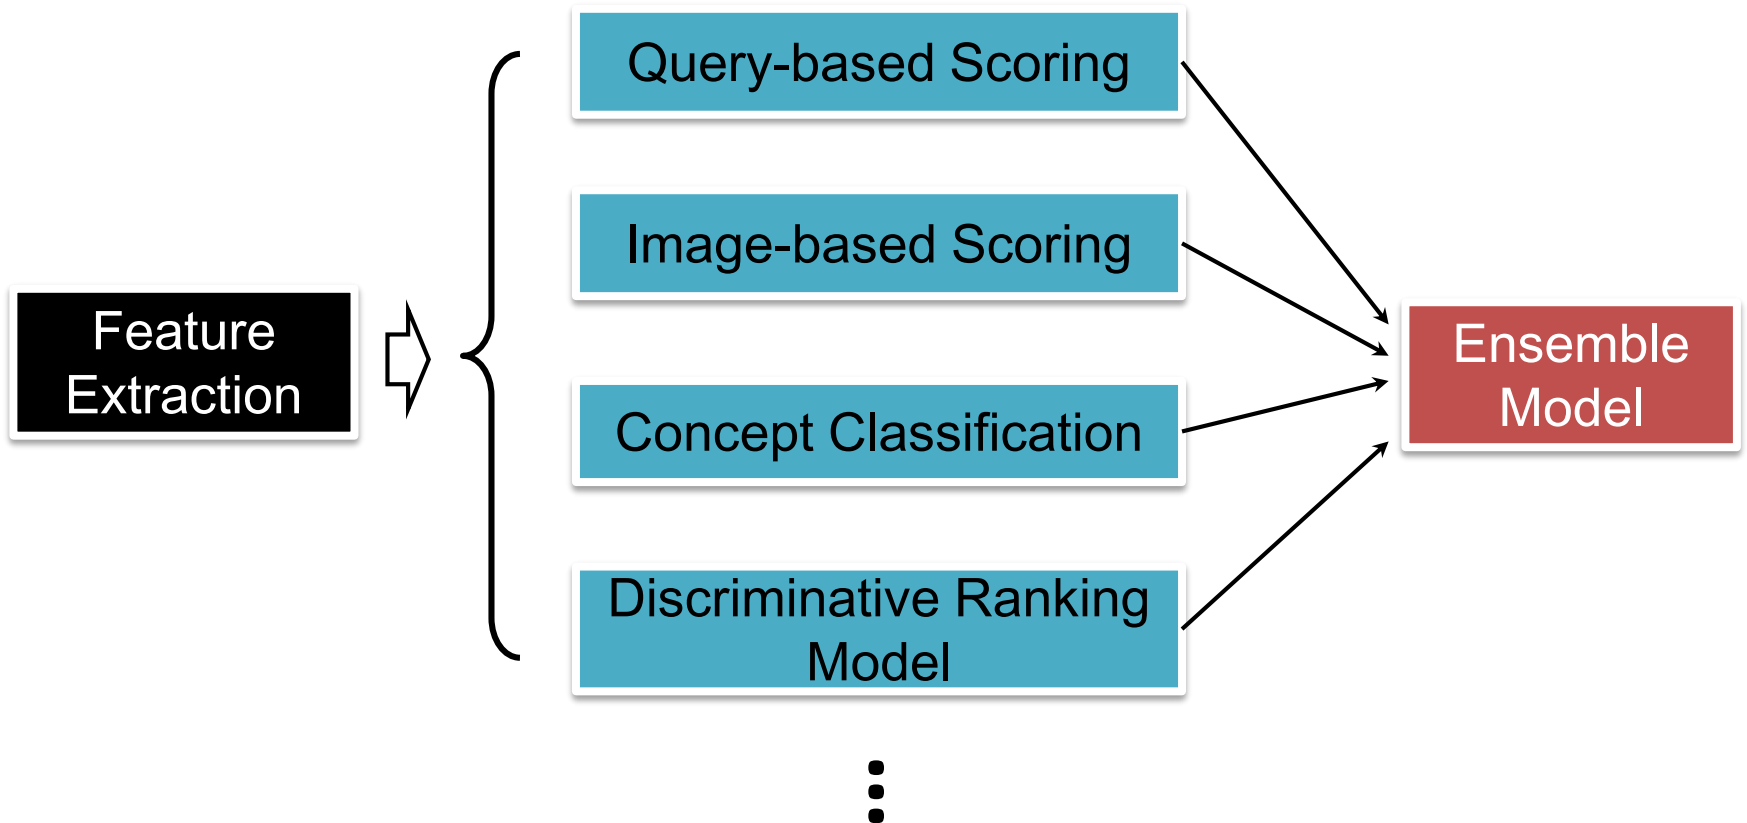 Query-based Scoring
Image-based Scoring
Feature
Extraction
Concept Classification
Discriminative Ranking
Model
Ensemble
Model